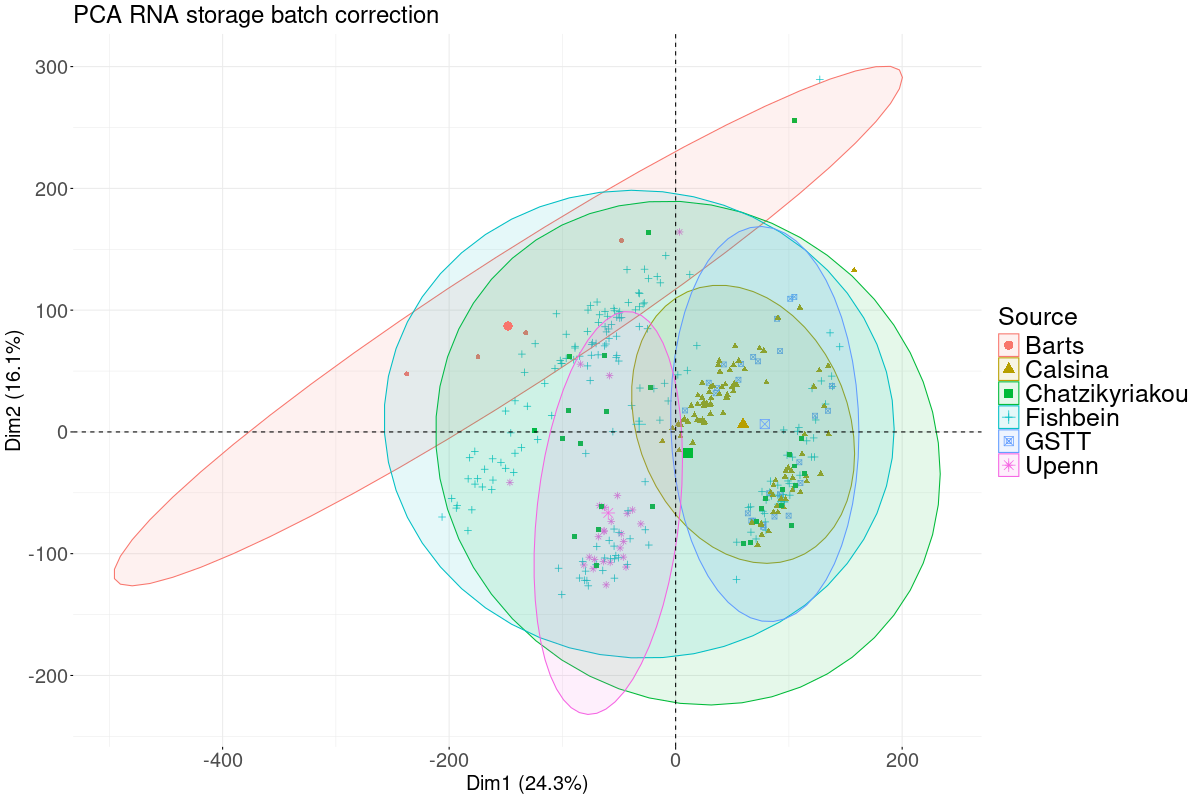 PCA RNA storage batch correction
300
200
100
0
-100
-200
Dim2 (16.1%)
-400
-200
0
200
Dim1 (24.3%)
Source
Barts
Calsina
Chatzikyriakou
Fishbein
GSTT
Upenn